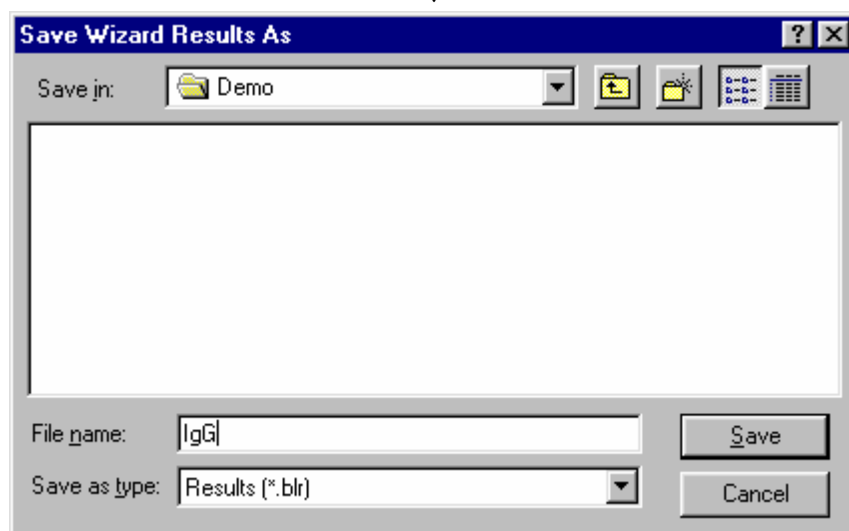 Save Wizard Results As
Save in:
Demo
File name:
IgG
Save
Save as type:
Results (*.blr)
Cancel